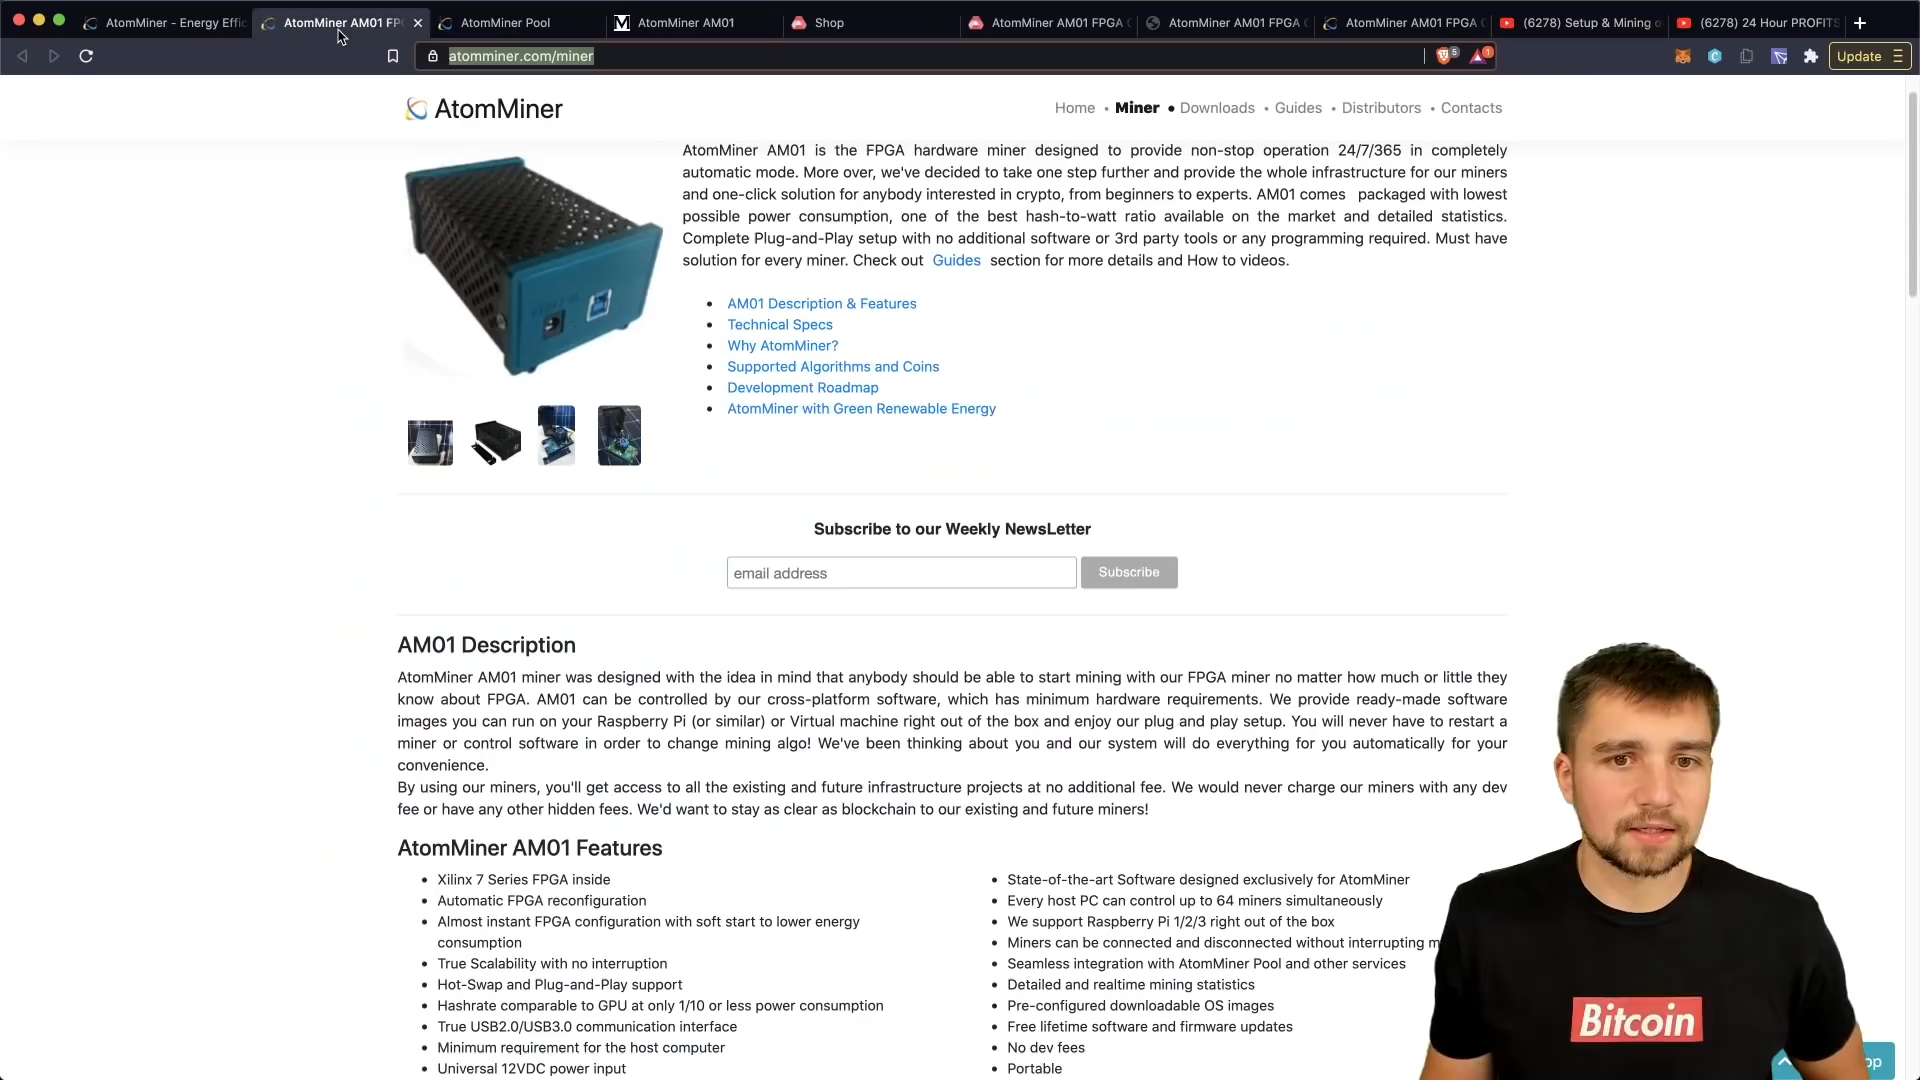 AtomMiner - Energy Effic
AtomMiner AM01 FP
AtomMiner Pool
AtomMiner AM01
Shop
AtomMiner AM01 FPGA
AtomMiner AM01 FPGA
AtomMiner AM01 FPGA
(6278) Setup & Mining o
(6278) 24 Hour PROFITS
atomminer.com/miner
5
1
Update
AtomMiner
Home • Miner • Downloads • Guides • Distributors • Contacts
AtomMiner AM01 is the FPGA hardware miner designed to provide non-stop operation 24/7/365 in completely
automatic mode. More over, we've decided to take one step further and provide the whole infrastructure for our miners
and one-click solution for anybody interested in crypto, from beginners to experts. AM01 comes packaged with lowest
possible power consumption, one of the best hash-to-watt ratio available on the market and detailed statistics.
Complete Plug-and-Play setup with no additional software or 3rd party tools or any programming required. Must have
solution for every miner. Check out Guides section for more details and How to videos.
• AM01 Description & Features
• Technical Specs
• Why AtomMiner?
• Supported Algorithms and Coins
• Development Roadmap
• AtomMiner with Green Renewable Energy
Subscribe to our Weekly NewsLetter
email address
Subscribe
AM01 Description
AtomMiner AM01 miner was designed with the idea in mind that anybody should be able to start mining with our FPGA miner no matter how much or little they
know about FPGA. AM01 can be controlled by our cross-platform software, which has minimum hardware requirements. We provide ready-made software
images you can run on your Raspberry Pi (or similar) or Virtual machine right out of the box and enjoy our plug and play setup. You will never have to restart a
miner or control software in order to change mining algo! We've been thinking about you and our system will do everything for you automatically for your
convenience.
By using our miners, you'll get access to all the existing and future infrastructure projects at no additional fee. We would never charge our miners with any dev
fee or have any other hidden fees. We'd want to stay as clear as blockchain to our existing and future miners!
AtomMiner AM01 Features
• Xilinx 7 Series FPGA inside
• Automatic FPGA reconfiguration
• Almost instant FPGA configuration with soft start to lower energy
consumption
• True Scalability with no interruption
• Hot-Swap and Plug-and-Play support
• Hashrate comparable to GPU at only 1/10 or less power consumption
• True USB2.0/USB3.0 communication interface
• Minimum requirement for the host computer
• Universal 12VDC power input
• State-of-the-art Software designed exclusively for AtomMiner
• Every host PC can control up to 64 miners simultaneously
• We support Raspberry Pi 1/2/3 right out of the box
• Miners can be connected and disconnected without interrupting m
• Seamless integration with AtomMiner Pool and other services
• Detailed and realtime mining statistics
• Pre-configured downloadable OS images
• Free lifetime software and firmware updates
• No dev fees
• Portable
Bitcoin
op